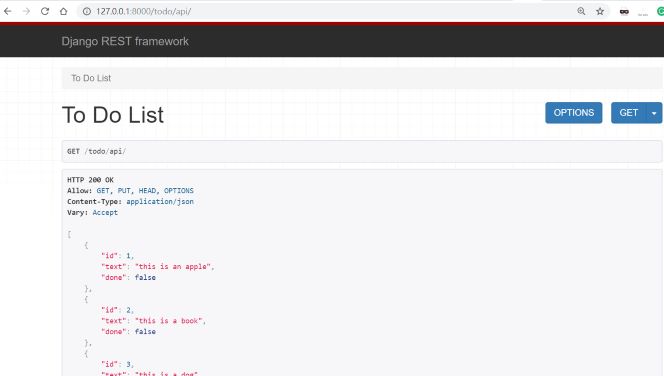 127.0.0.1:8000/todo/api/
Django REST framework
To Do List
To Do List
OPTIONS
GET
GET /todo/api/
HTTP 200 OK
Allow: GET, PUT, HEAD, OPTIONS
Content-Type: application/json
Vary: Accept
[
{
"id": 1,
"text": "this is an apple",
"done": false
},
{
"id": 2,
"text": "this is a book",
"done": false
},
{
"id": 3,
"text": "this is a dog"